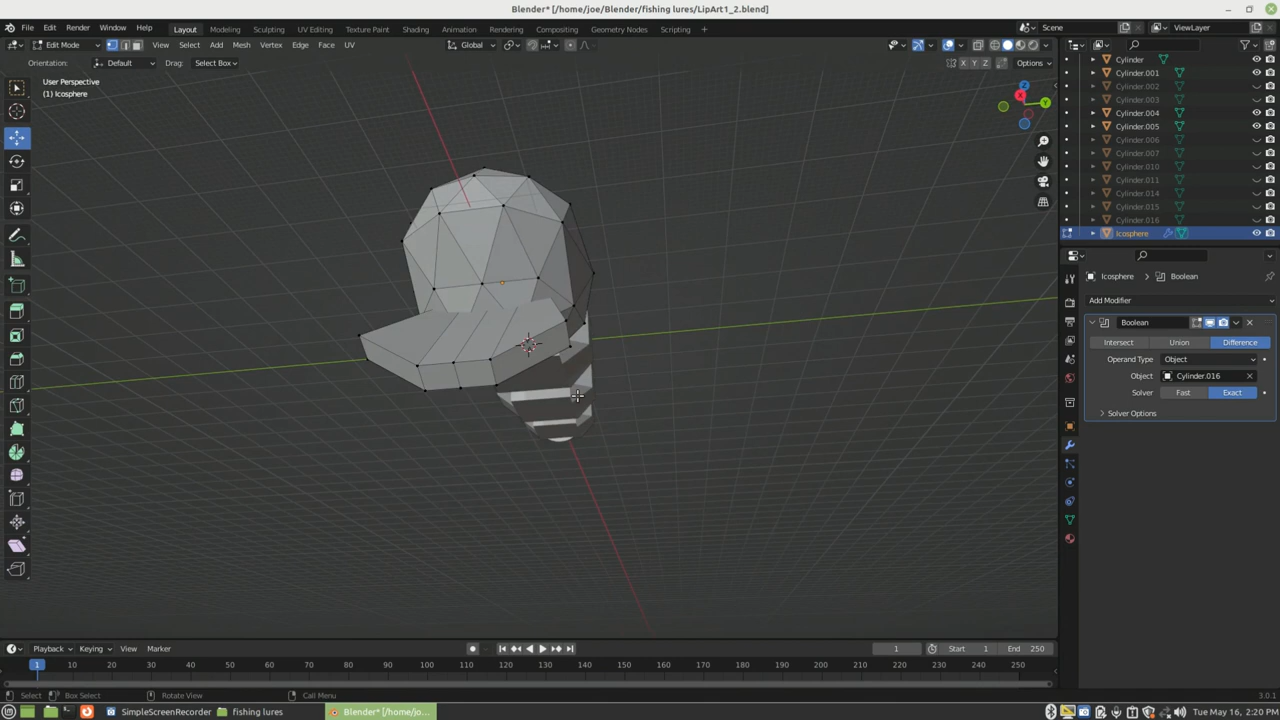 Blender* [/home/joe/Blender/fishing lures/LipArt1_2.blend]
File Edit Render Window Help Layout Modeling Sculpting UV Editing Texture Paint Shading Animation Rendering Compositing Geometry Nodes Scripting + Scene ViewLayer
Edit Mode View Select Add Mesh Vertex Edge Face UV Global
Orientation: Default Drag: Select Box X Y Z Options
User Perspective
(1) Icosphere
X
Y
Z
Cylinder
Cylinder.001
Cylinder.002
Cylinder.003
Cylinder.004
Cylinder.005
Cylinder.006
Cylinder.007
Cylinder.010
Cylinder.011
Cylinder.014
Cylinder.015
Cylinder.016
Icosphere
Icosphere > Boolean
Add Modifier
Boolean
Intersect Union Difference
Operand Type Object
Object Cylinder.016
Solver Fast Exact
Solver Options
Playback Keying View Marker 1 Start 1 End 250
1 10 20 30 40 50 60 70 80 90 100 110 120 130 140 150 160 170 180 190 200 210 220 230 240 250
Select Box Select Rotate View Call Menu 3.0.1
SimpleScreenRecorder fishing lures Blender* [/home/jo... Tue May 16, 2:20 PM